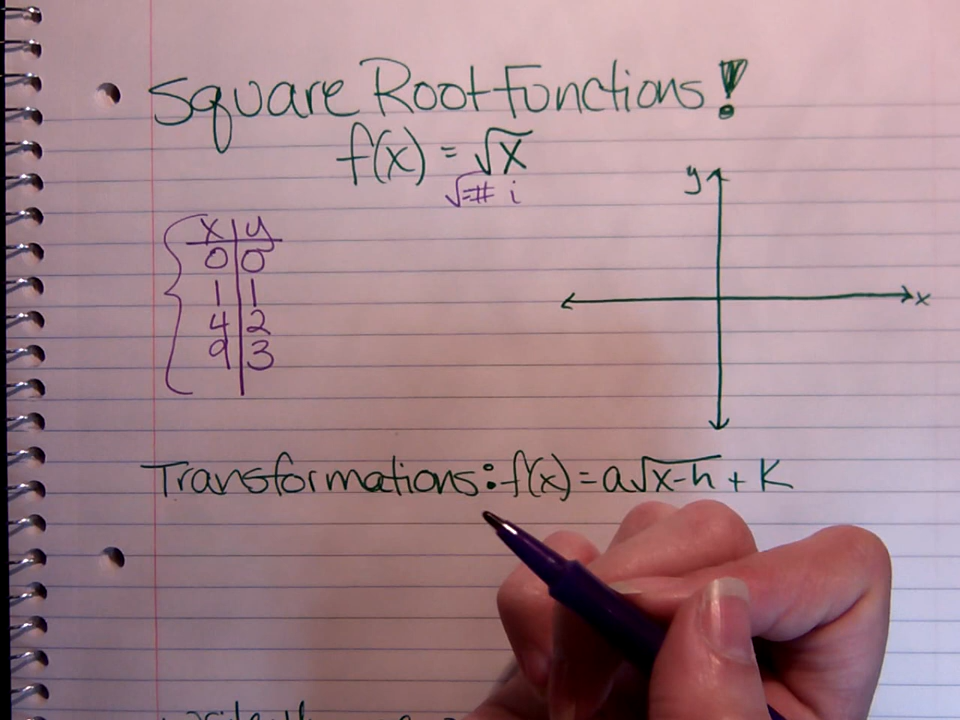 Square Root Functions!
f(x) = √x
√-# i
x | y
0 | 0
1 | 1
4 | 2
9 | 3
y
x
Transformations: f(x) = a√x-h + K